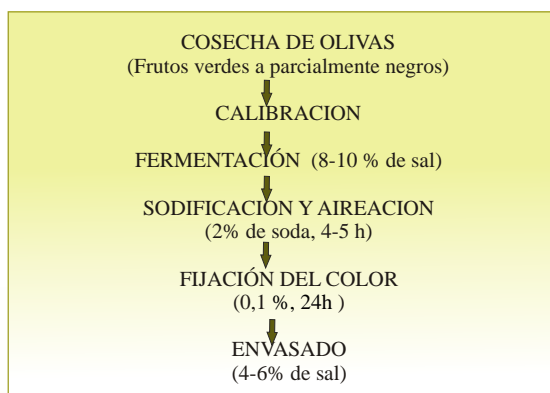 COSECHA DE OLIVAS
(Frutos verdes a parcialmente negros)
CALIBRACION
FERMENTACIÓN (8-10 % de sal)
SODIFICACION Y AIREACION
(2% de soda, 4-5 h)
FIJACIÓN DEL COLOR
(0,1 %, 24h )
ENVASADO
(4-6% de sal)